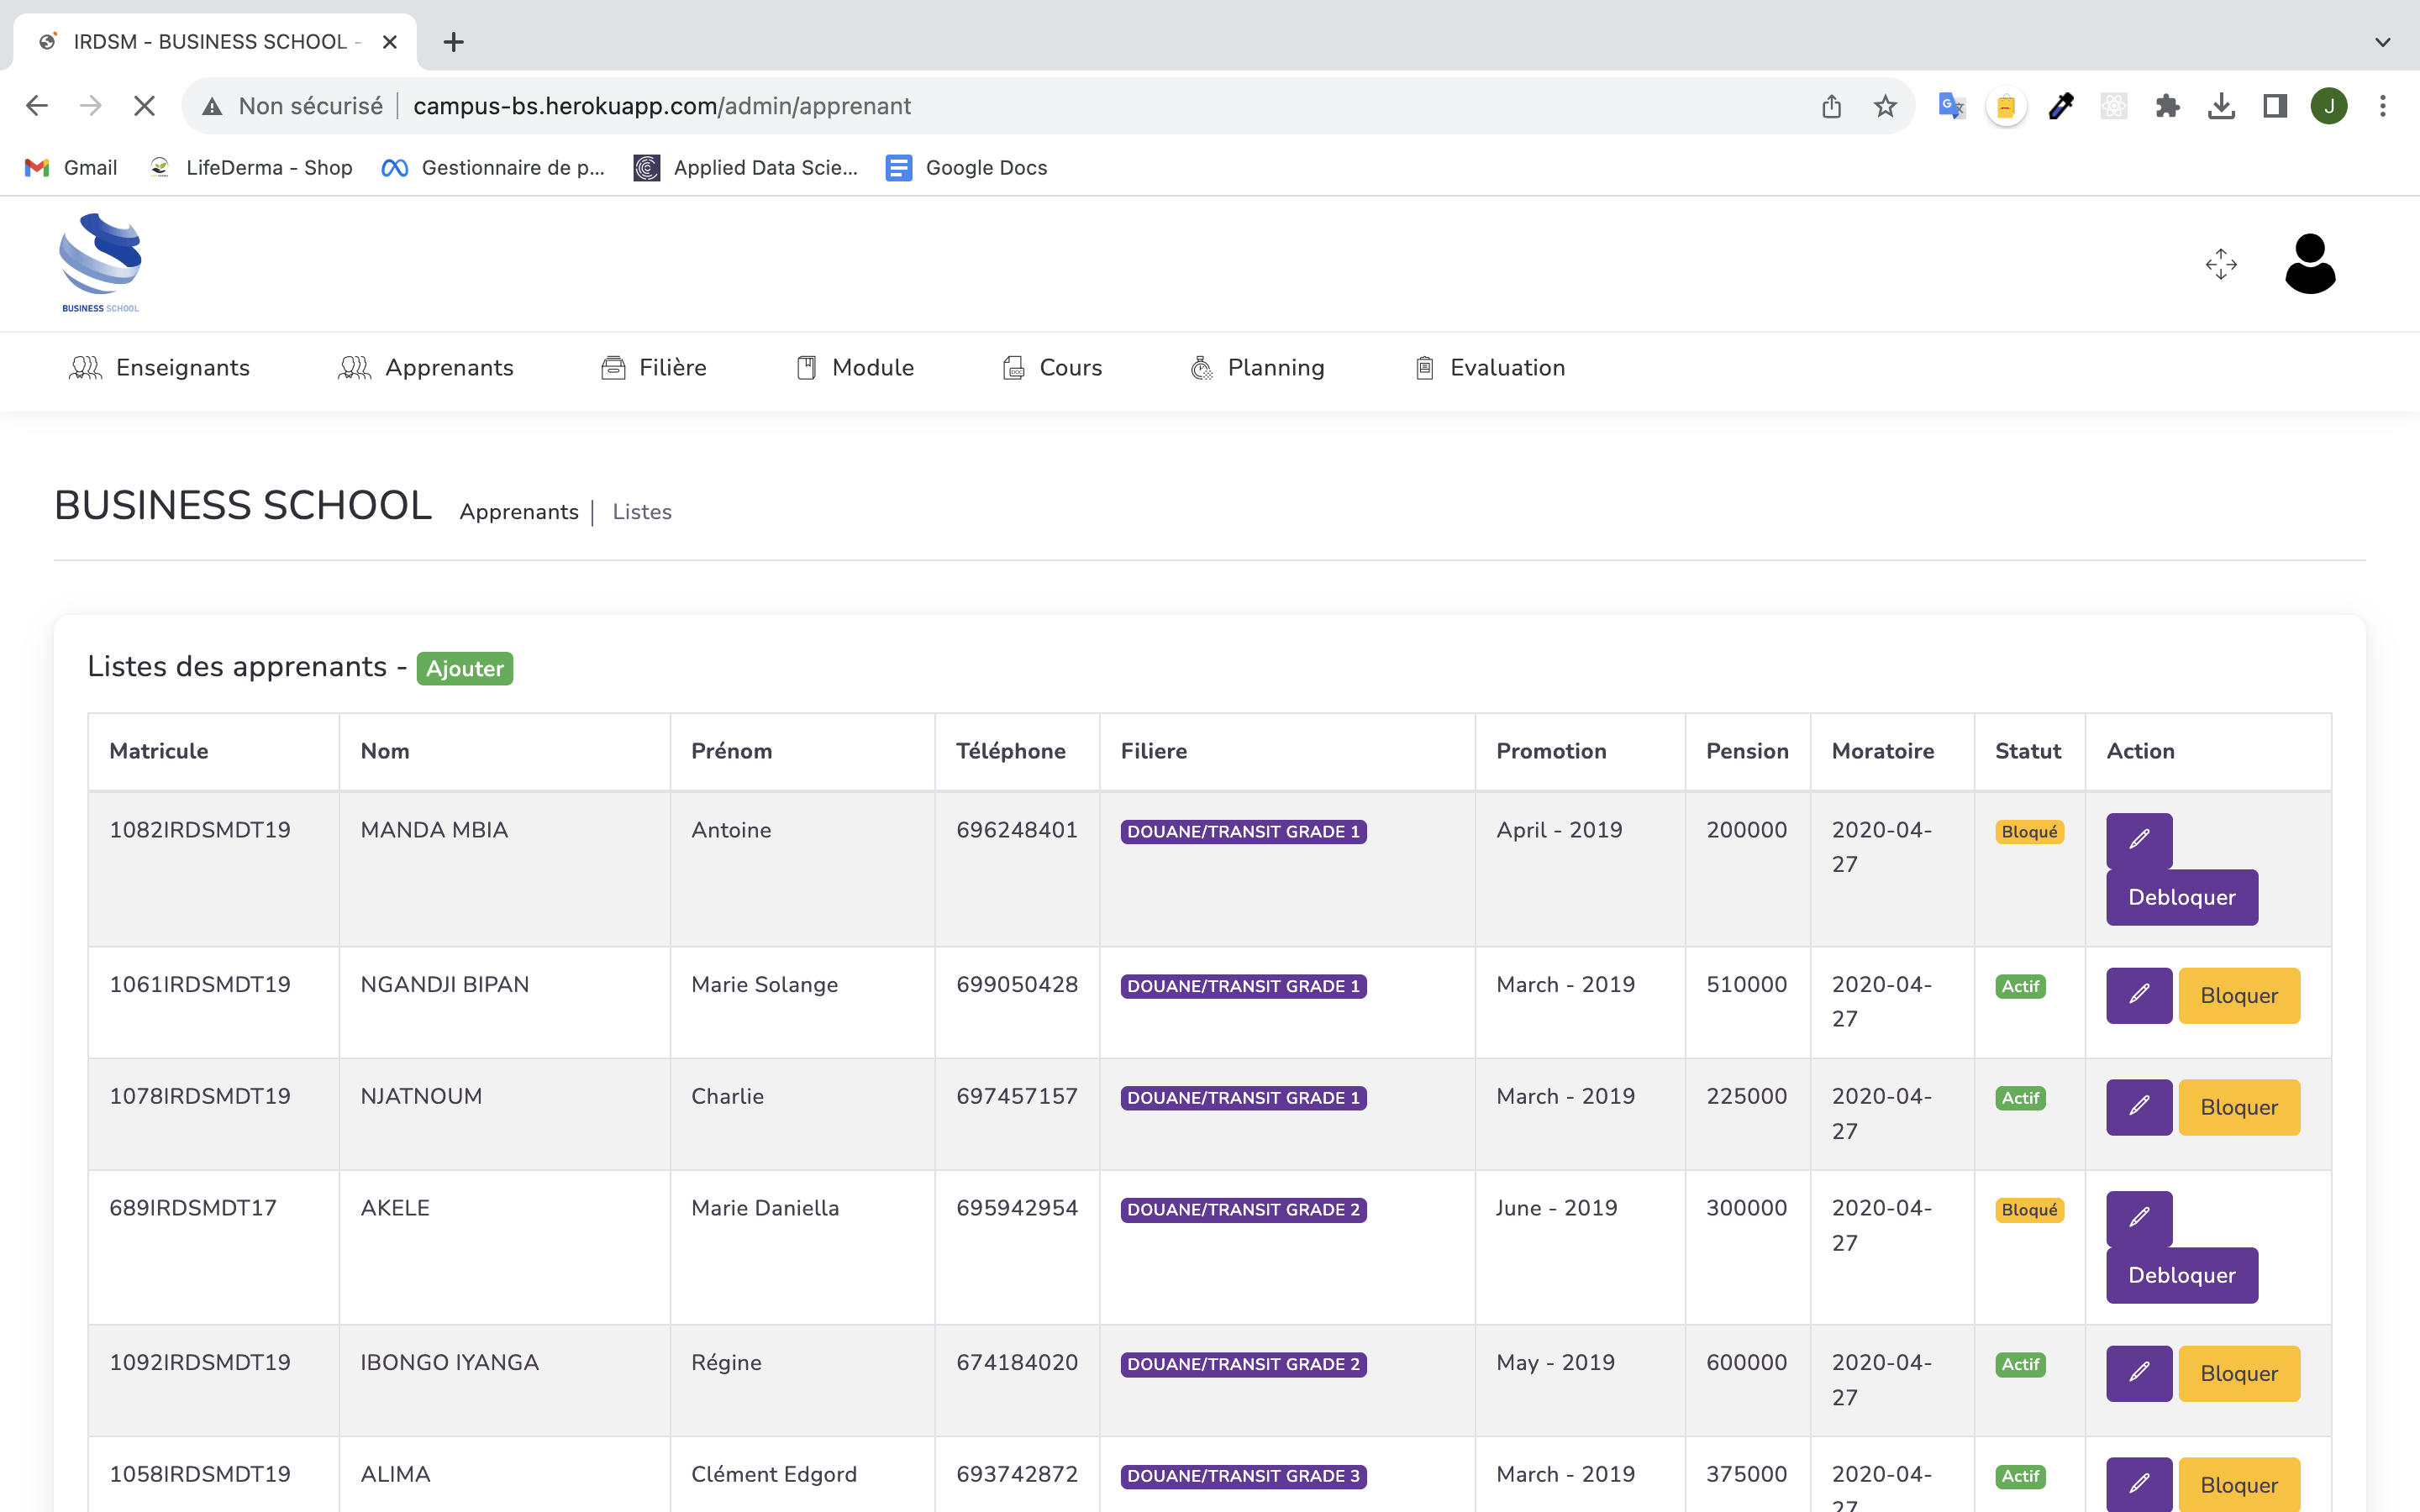 IRDSM - BUSINESS SCHOOL -
Non sécurisé campus-bs.herokuapp.com/admin/apprenant
J
Gmail LifeDerma - Shop Gestionnaire de p... Applied Data Scie... Google Docs
BUSINESS SCHOOL
Enseignants Apprenants Filière Module Cours Planning Evaluation
BUSINESS SCHOOL Apprenants | Listes
Listes des apprenants - Ajouter
Matricule Nom Prénom Téléphone Filiere Promotion Pension Moratoire Statut Action
1082IRDSMDT19 MANDA MBIA Antoine 696248401 DOUANE/TRANSIT GRADE 1 April - 2019 200000 2020-04-
27 Bloqué
Debloquer
1061IRDSMDT19 NGANDJI BIPAN Marie Solange 699050428 DOUANE/TRANSIT GRADE 1 March - 2019 510000 2020-04-
27 Actif Bloquer
1078IRDSMDT19 NJATNOUM Charlie 697457157 DOUANE/TRANSIT GRADE 1 March - 2019 225000 2020-04-
27 Actif Bloquer
689IRDSMDT17 AKELE Marie Daniella 695942954 DOUANE/TRANSIT GRADE 2 June - 2019 300000 2020-04-
27 Bloqué
Debloquer
1092IRDSMDT19 IBONGO IYANGA Régine 674184020 DOUANE/TRANSIT GRADE 2 May - 2019 600000 2020-04-
27 Actif Bloquer
1058IRDSMDT19 ALIMA Clément Edgord 693742872 DOUANE/TRANSIT GRADE 3 March - 2019 375000 2020-04-
27 Actif Bloquer